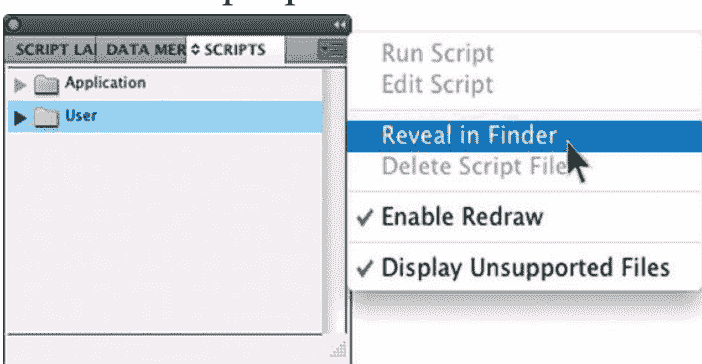 SCRIPT LA DATA MER SCRIPTS
Application
User
Run Script
Edit Script
Reveal in Finder
Delete Script File
Enable Redraw
Display Unsupported Files